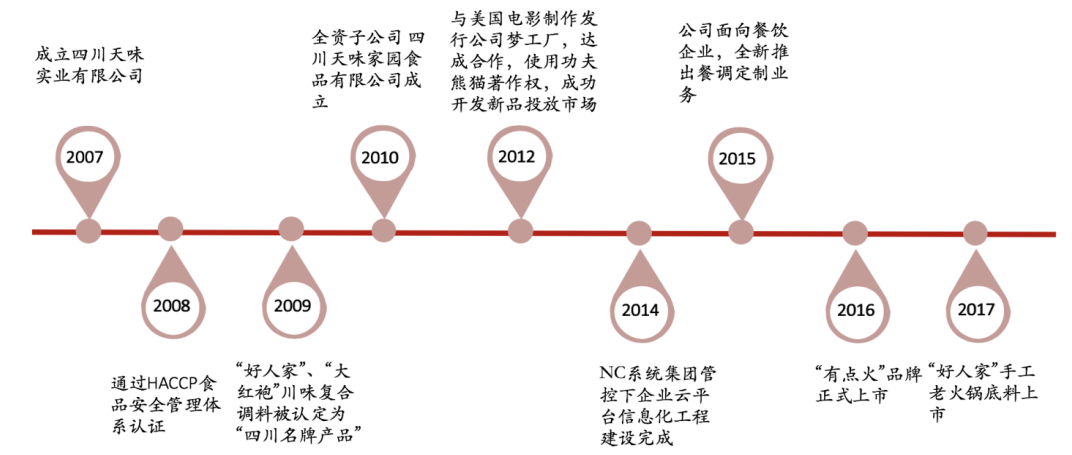 成立四川天味
实业有限公司
2007
2008
通过HACCP食
品安全管理体
系认证
2009
“好人家”、“大
红袍”川味复合
调料被认定为
“四川名牌产品”
全资子公司 四
川天味家园食
品有限公司成
立
2010
与美国电影制作发
行公司梦工厂，达
成合作，使用功夫
熊猫著作权，成功
开发新品投放市场
2012
2014
NC系统集团管
控下企业云平
台信息化工程
建设完成
公司面向餐饮
企业，全新推
出餐调定制业
务
2015
2016
“有点火”品牌
正式上市
2017
“好人家”手工
老火锅底料上
市